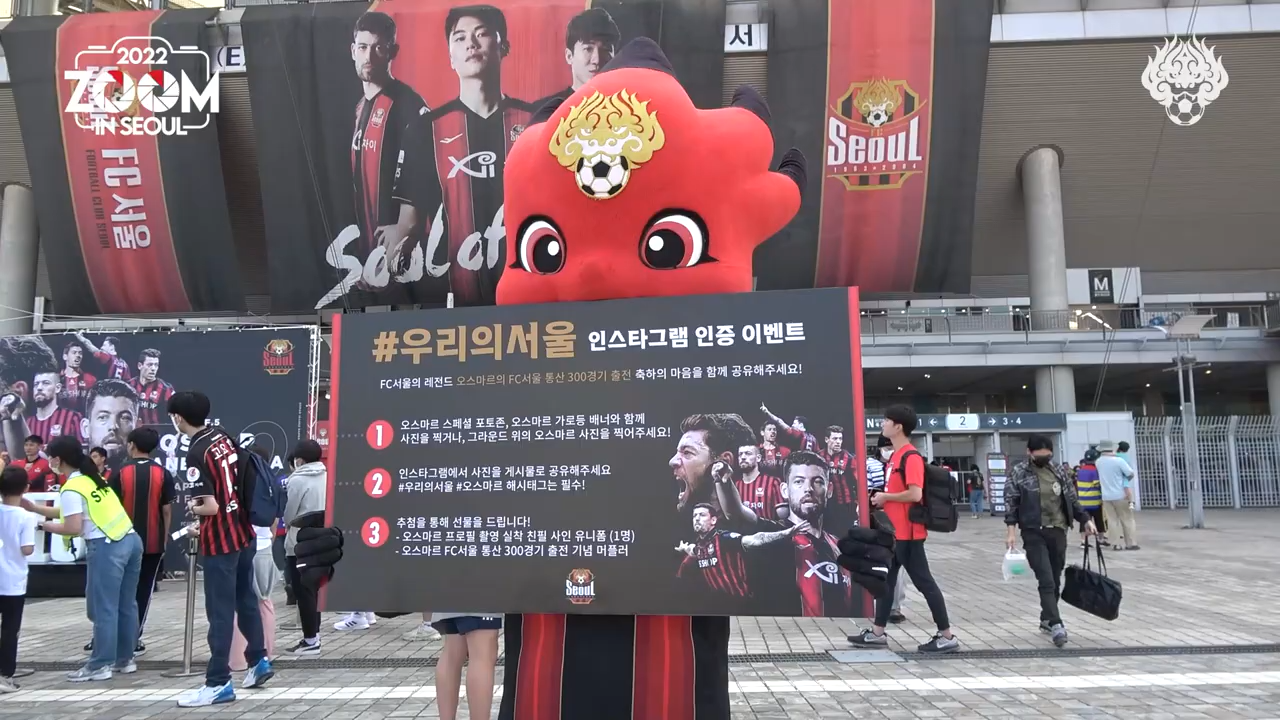 2022
ZOOM
IN SEOUL
서
FC서울
FOOTBALL CLUB SEOUL
Soul of
FC
SEOUL
1983-2004
#우리의서울 인스타그램 인증 이벤트
FC서울의 레전드 오스마르의 FC서울 통산 300경기 출전 축하의 마음을 함께 공유해주세요!
1 오스마르 스페셜 포토존, 오스마르 가로등 배너와 함께
사진을 찍거나, 그라운드 위의 오스마르 사진을 찍어주세요!
2 인스타그램에서 사진을 게시물로 공유해주세요
#우리의서울 #오스마르 해시태그는 필수!
3 추첨을 통해 선물을 드립니다!
- 오스마르 프로필 촬영 실착 친필 사인 유니폼 (1명)
- 오스마르 FC서울 통산 300경기 출전 기념 머플러
SEOUL
SHOP
Xi
M
2
3·4
STAFF